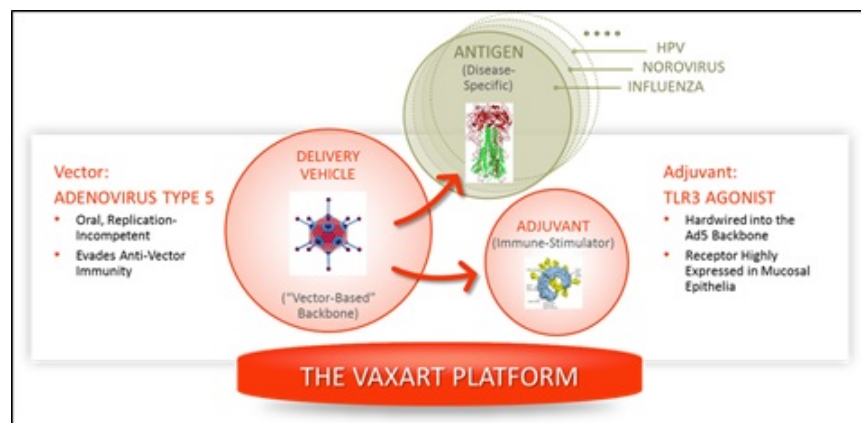 ANTIGEN
(Disease-
Specific)
HPV
NOROVIRUS
INFLUENZA
Vector:
ADENOVIRUS TYPE 5
• Oral, Replication-
Incompetent
• Evades Anti-Vector
Immunity
DELIVERY
VEHICLE
("Vector-Based"
Backbone)
ADJUVANT
(Immune-Stimulator)
Adjuvant:
TLR3 AGONIST
• Hardwired into the
Ad5 Backbone
• Receptor Highly
Expressed in Mucosal
Epithelia
THE VAXART PLATFORM